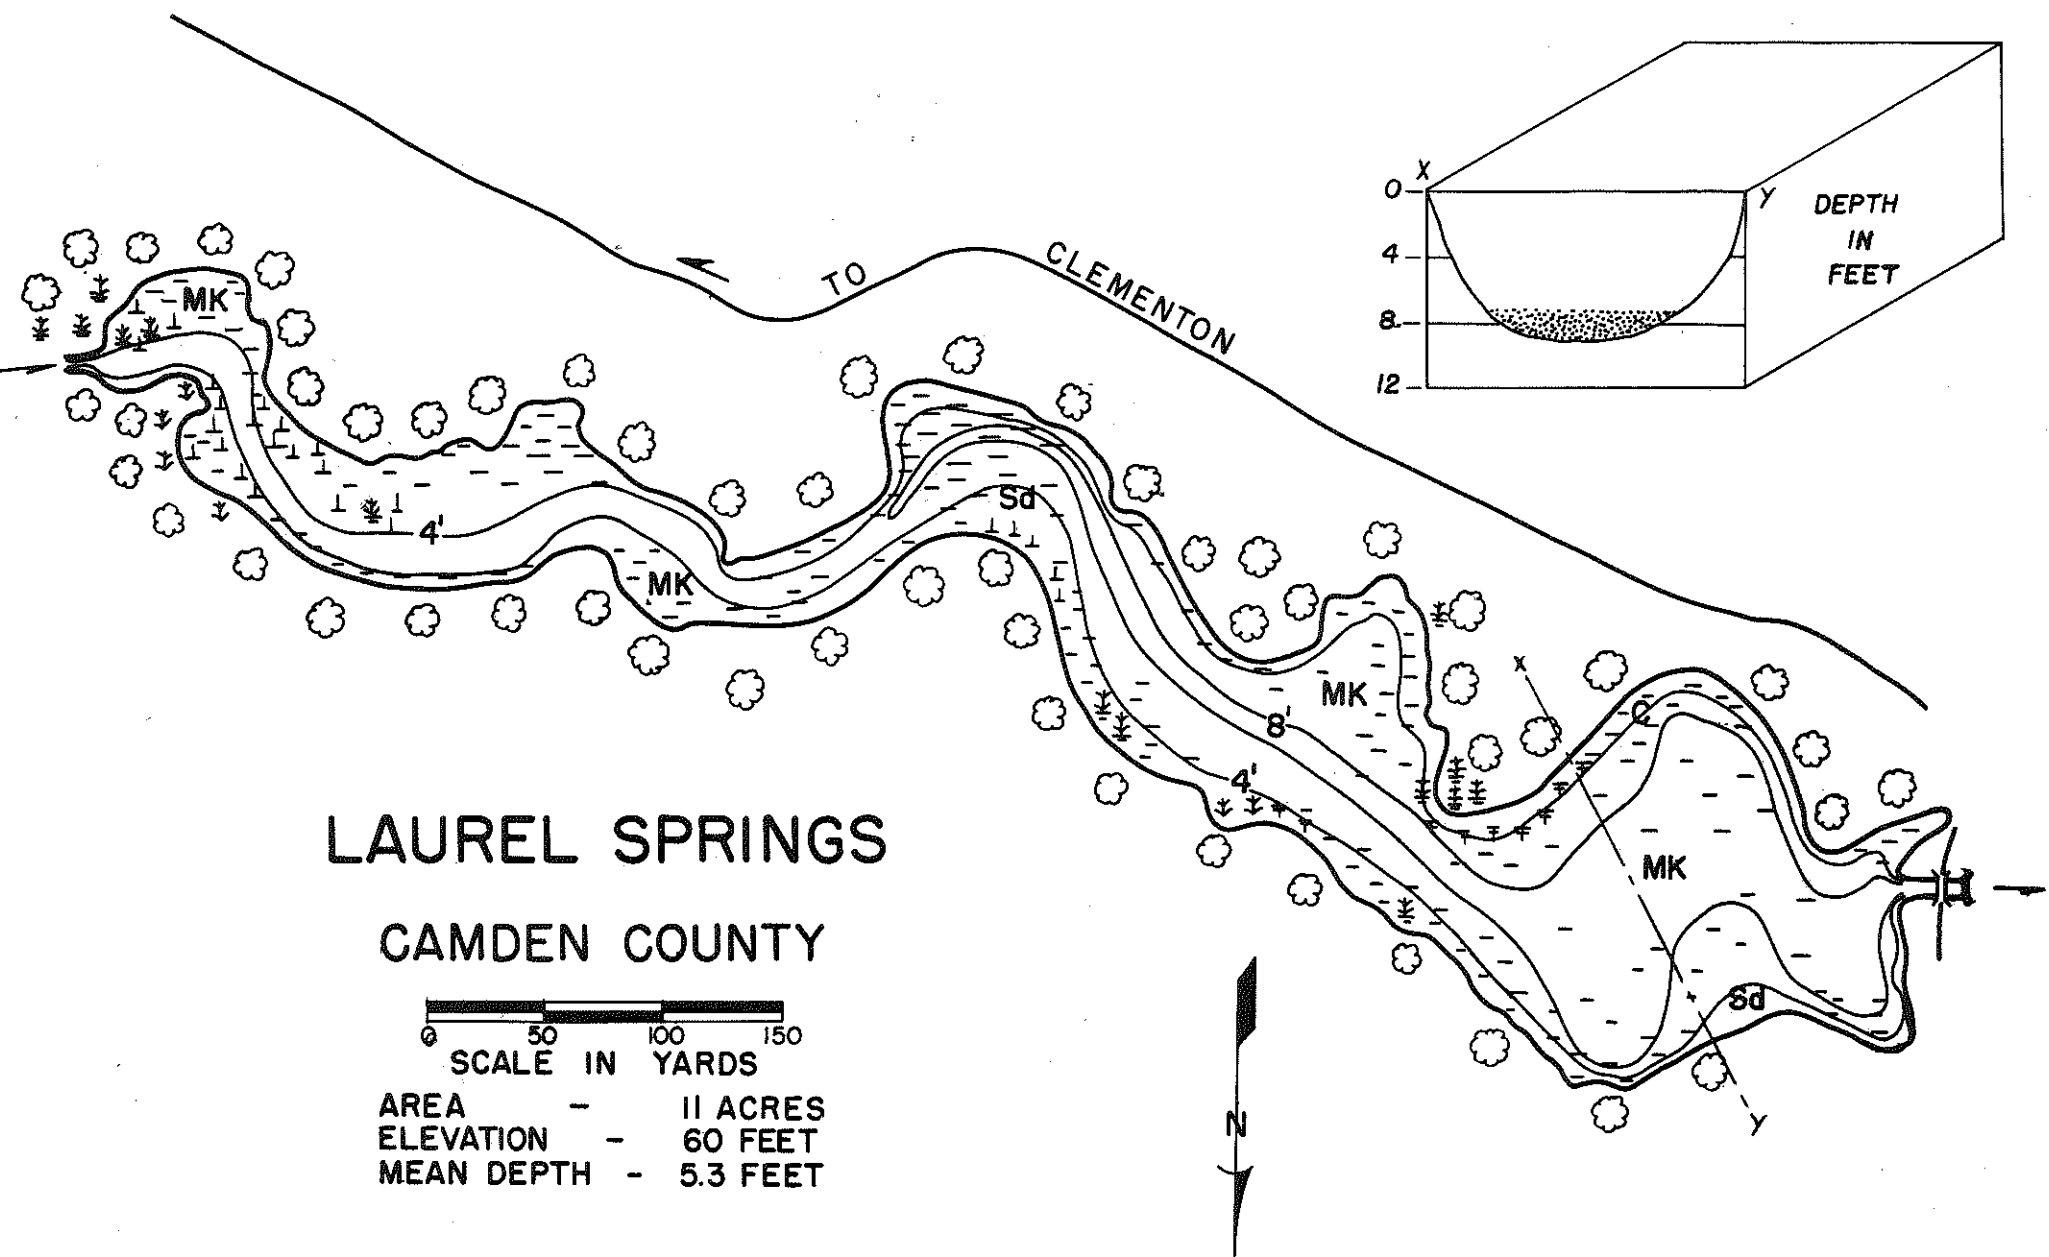 X
0
Y
DEPTH
IN
FEET
4
8
12
TO CLEMENTON
MK
4'
Sd
MK
MK
X
8'
C
4'
MK
Sd
Y
LAUREL SPRINGS
CAMDEN COUNTY
0 50 100 150
SCALE IN YARDS
AREA - 11 ACRES
ELEVATION - 60 FEET
MEAN DEPTH - 5.3 FEET
N